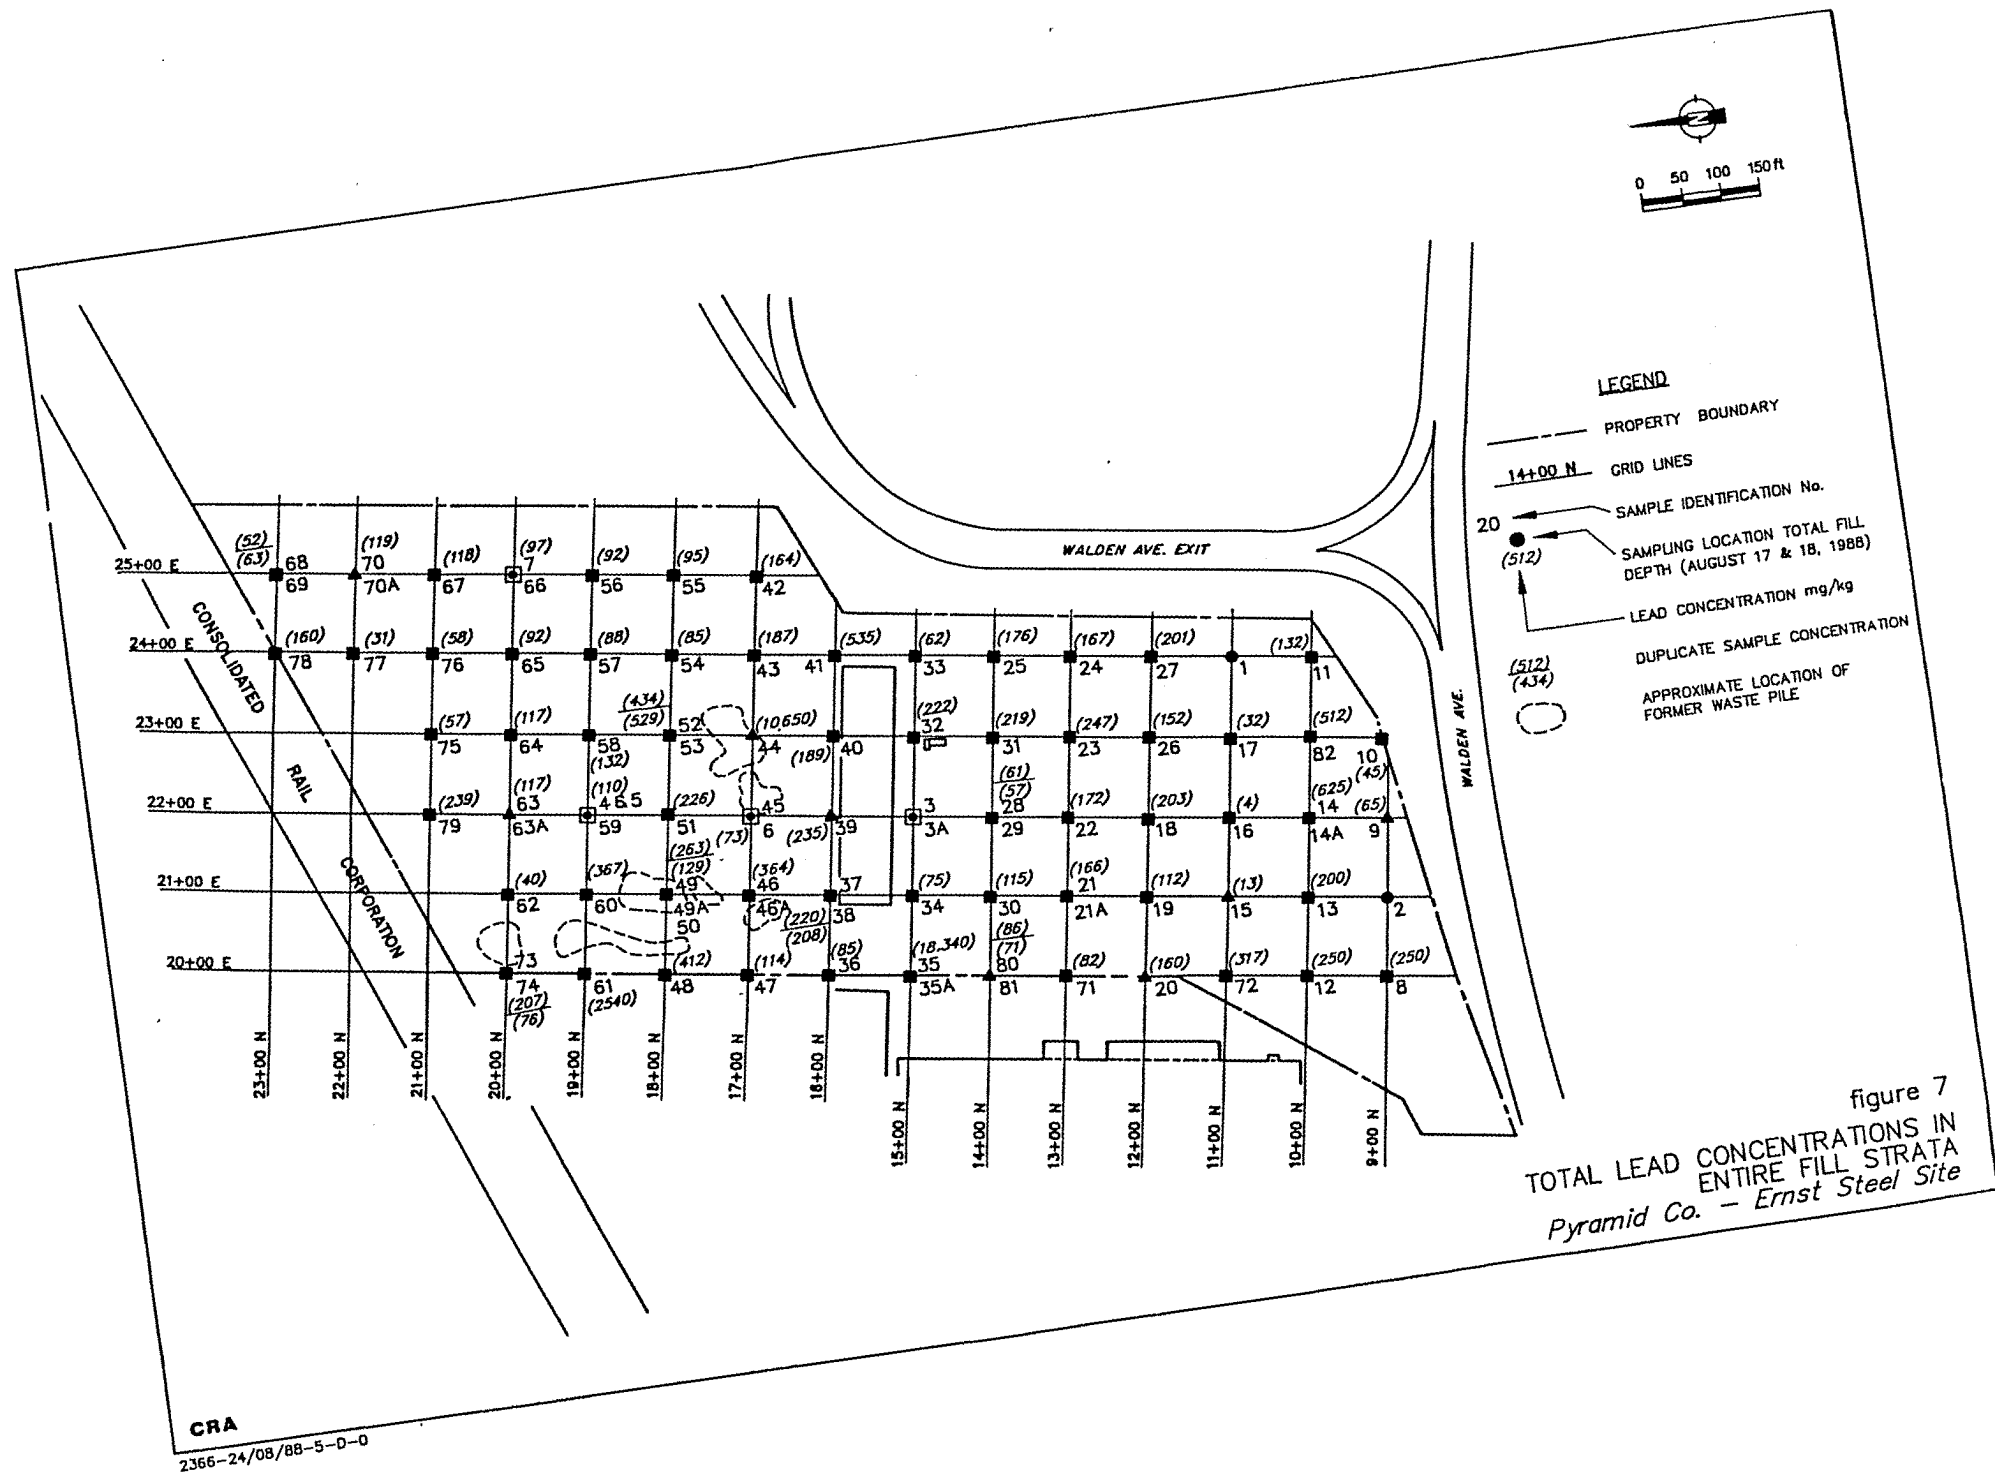 N
0 50 100 150 ft
LEGEND
PROPERTY BOUNDARY
14+00 N GRID LINES
20 SAMPLE IDENTIFICATION No.
SAMPLING LOCATION TOTAL FILL
DEPTH (AUGUST 17 & 18, 1988)
(512)
LEAD CONCENTRATION mg/kg
(512)
(434)
DUPLICATE SAMPLE CONCENTRATION
APPROXIMATE LOCATION OF
FORMER WASTE PILE
WALDEN AVE. EXIT
WALDEN AVE.
CONSOLIDATED
RAIL
CORPORATION
(52) (119) (118) (97) (92) (95) (164)
(63) 68 70 7
25+00 E
69 70A 67 66 56 55 42
(160) (31) (58) (92) (88) (85) (187) (535) (62) (176) (167) (201) (132)
24+00 E
78 77 76 65 57 54 43 41 33 25 24 27 1 11
(434)
(57) (117) (529) 52 (10,650) (222) (219) (247) (152) (32) (512)
32
23+00 E
75 64 58 53 44 40 31 23 26 17 82 10
(132) (189) (45)
(117) (110) (61) (625)
(57)
(239) 63 4 6.5 (226) 45 3 28 (172) (203) (4) 14 (65)
22+00 E
79 63A 59 51 6 39 3A 29 22 18 16 14A 9
(73) (235)
(263)
(40) (367) (129) (364) (75) (115) (166) (112) (13) (200)
49 46 37 21
21+00 E
62 60 49A 46A 38 34 30 21A 19 15 13 2
50 (220)
(208)
(86)
(71)
73 (412) (114) (85) (18,340) (82) (160) (317) (250) (250)
36 35 80
20+00 E
74 61 48 47 35A 81 71 20 72 12 8
(207) (2540)
(76)
23+00 N
22+00 N
21+00 N
20+00 N
19+00 N
18+00 N
17+00 N
16+00 N
15+00 N
14+00 N
13+00 N
12+00 N
11+00 N
10+00 N
9+00 N
figure 7
TOTAL LEAD CONCENTRATIONS IN
ENTIRE FILL STRATA
Pyramid Co. – Ernst Steel Site
CRA
2366-24/08/88-5-D-0